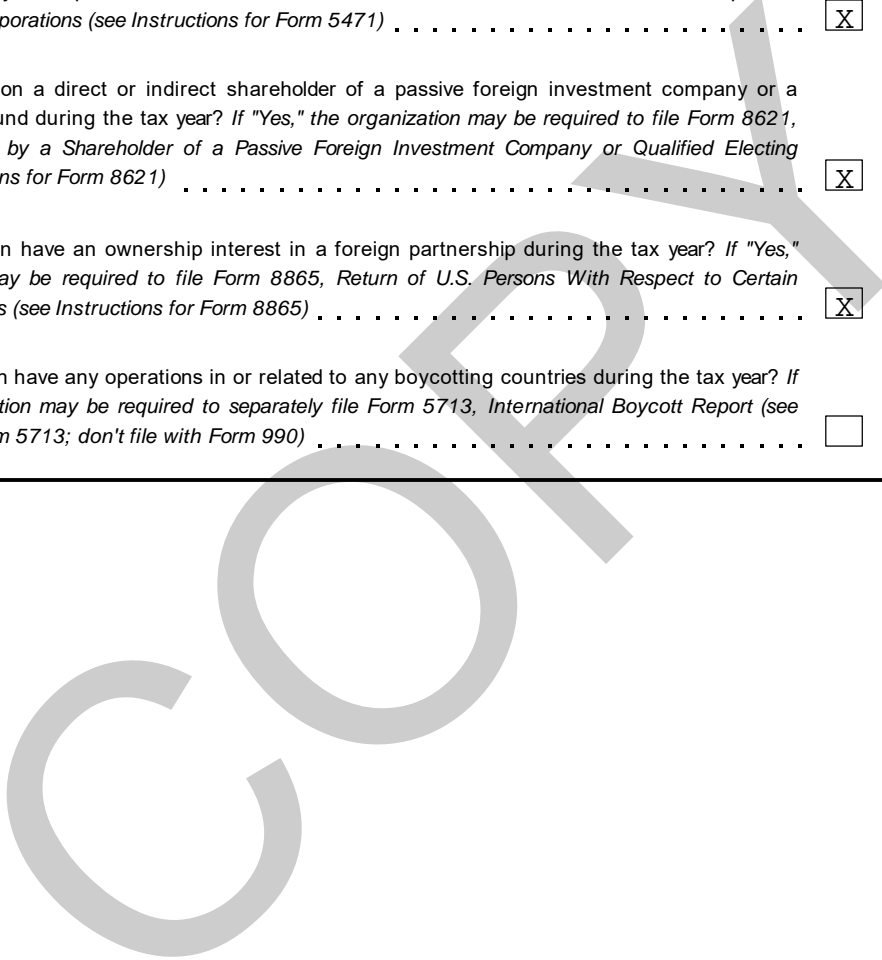 porations (see Instructions for Form 5471) X
on a direct or indirect shareholder of a passive foreign investment company or a
und during the tax year? If "Yes," the organization may be required to file Form 8621,
by a Shareholder of a Passive Foreign Investment Company or Qualified Electing
ns for Form 8621) X
n have an ownership interest in a foreign partnership during the tax year? If "Yes,"
ay be required to file Form 8865, Return of U.S. Persons With Respect to Certain
s (see Instructions for Form 8865) X
n have any operations in or related to any boycotting countries during the tax year? If
tion may be required to separately file Form 5713, International Boycott Report (see
m 5713; don't file with Form 990)
COPY